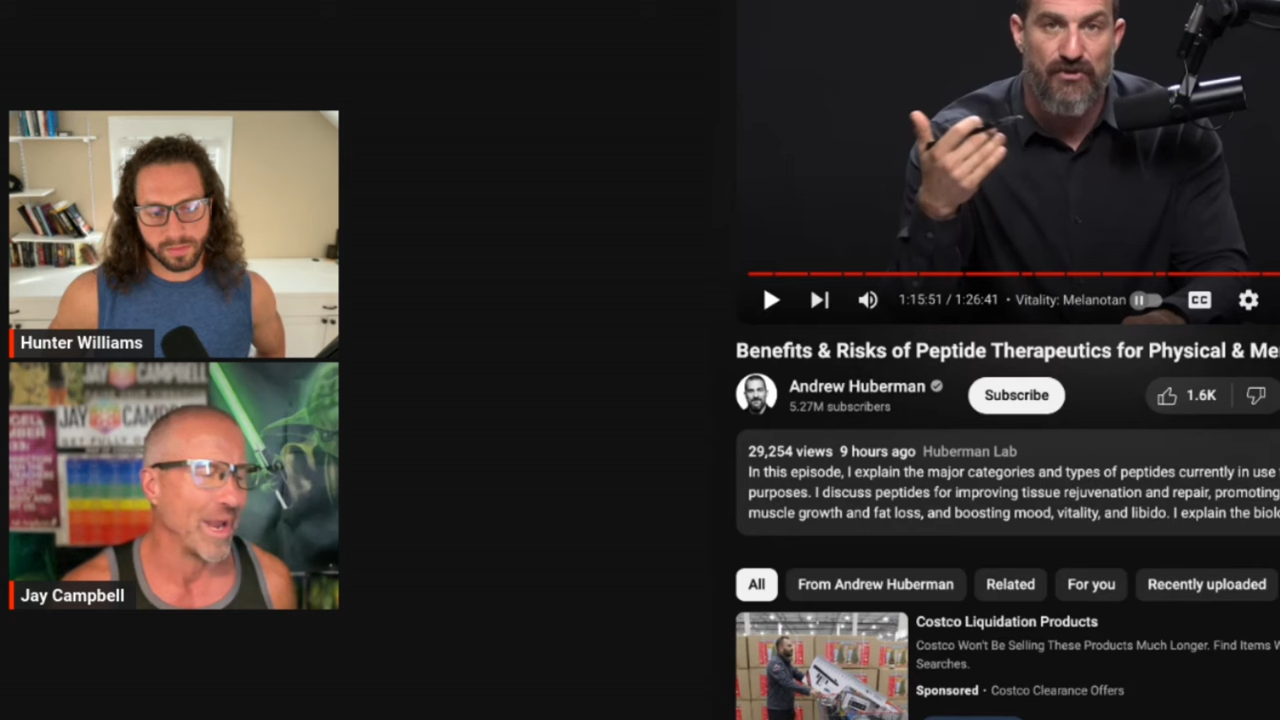 Hunter Williams
JAY CAMPBELL
JAY
Jay Campbell
1:15:51 / 1:26:41 • Vitality: Melanotan
CC
Benefits & Risks of Peptide Therapeutics for Physical & Me
Andrew Huberman
5.27M subscribers
Subscribe
1.6K
29,254 views 9 hours ago Huberman Lab
In this episode, I explain the major categories and types of peptides currently in use
purposes. I discuss peptides for improving tissue rejuvenation and repair, promoting
muscle growth and fat loss, and boosting mood, vitality, and libido. I explain the biol
All
From Andrew Huberman
Related
For you
Recently uploaded
Costco Liquidation Products
Costco Won't Be Selling These Products Much Longer. Find Items W
Searches.
Sponsored • Costco Clearance Offers